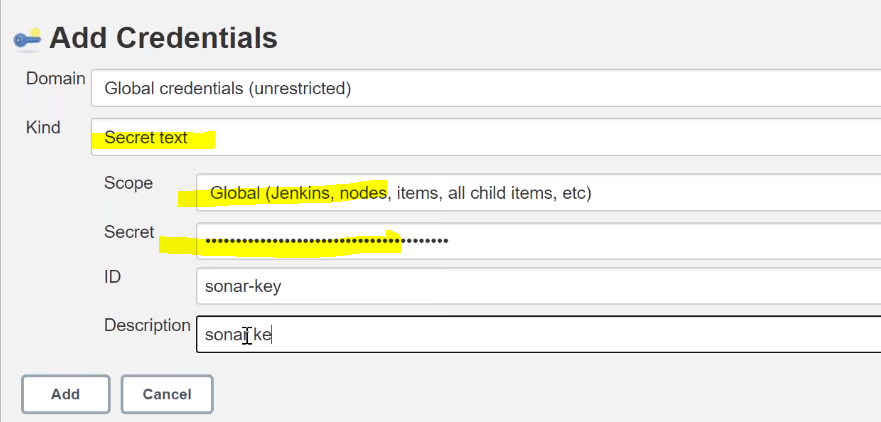 Add Credentials
Domain
Global credentials (unrestricted)
Kind
Secret text
Scope
Global (Jenkins, nodes, items, all child items, etc)
Secret
••••••••••••••••••••••••••••••••••••••••
ID
sonar-key
Description
sonar ke
Add
Cancel